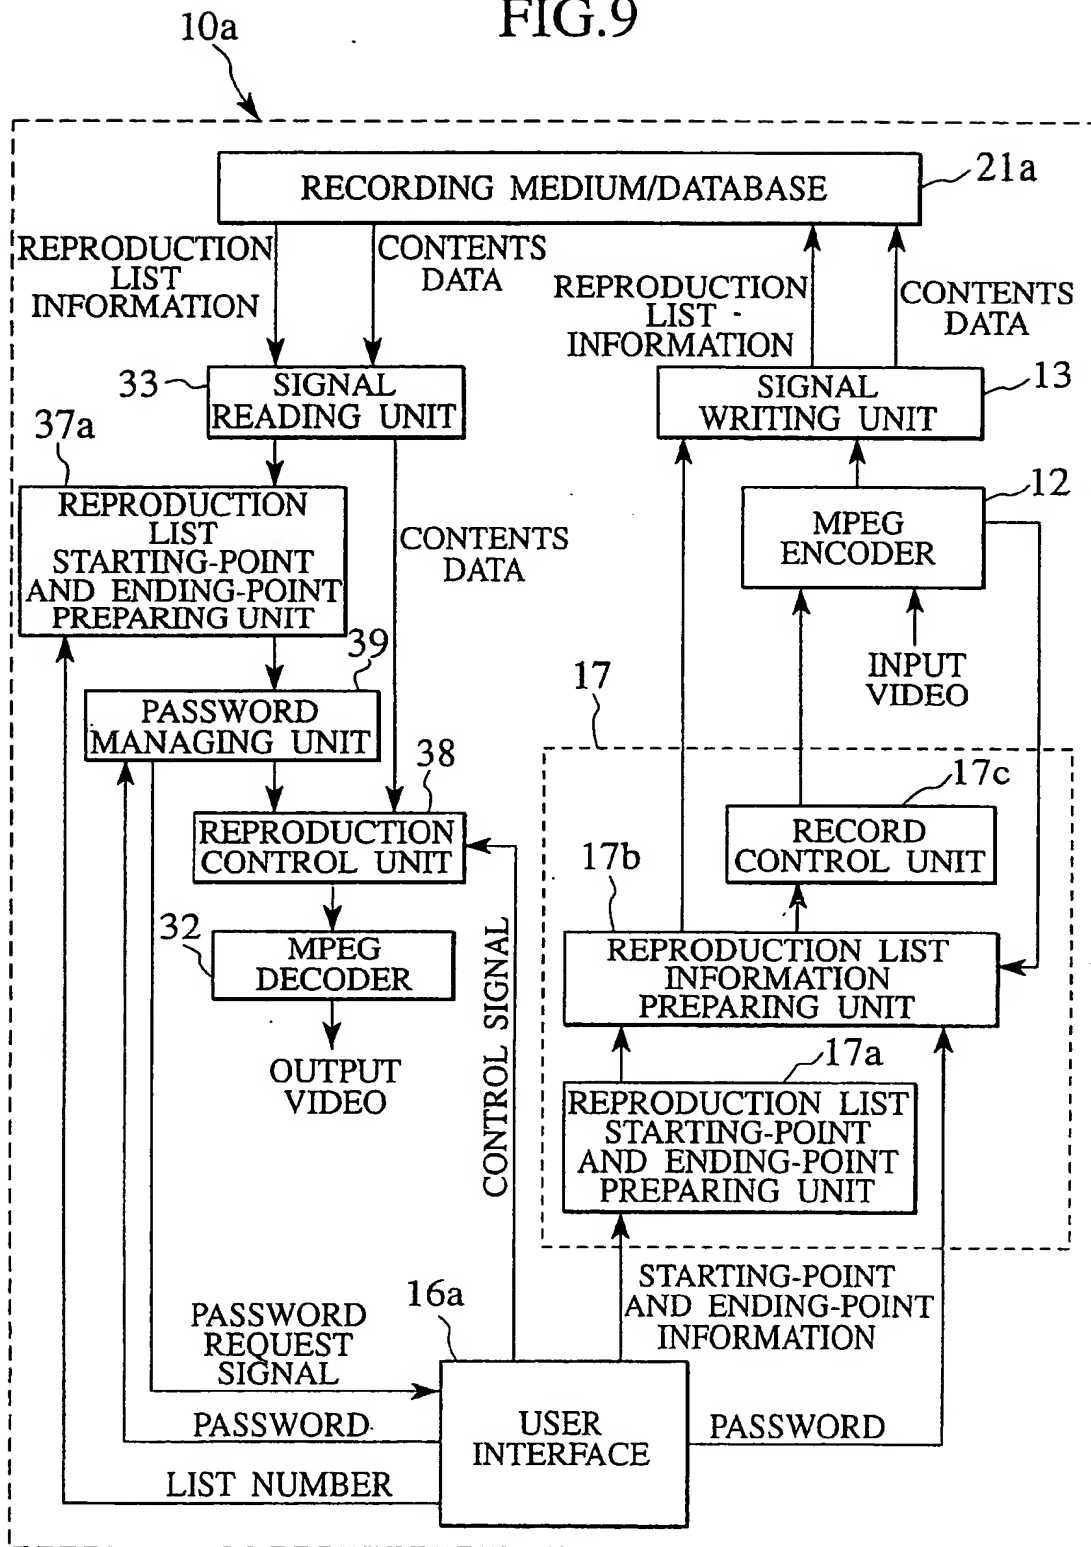 FIG.9
10a
RECORDING MEDIUM/DATABASE
21a
REPRODUCTION
LIST
INFORMATION
CONTENTS
DATA
REPRODUCTION
LIST
INFORMATION
CONTENTS
DATA
33
SIGNAL
READING UNIT
SIGNAL
WRITING UNIT
13
37a
REPRODUCTION
LIST
STARTING-POINT
AND ENDING-POINT
PREPARING UNIT
CONTENTS
DATA
MPEG
ENCODER
12
INPUT
VIDEO
39
PASSWORD
MANAGING UNIT
17
38
REPRODUCTION
CONTROL UNIT
17c
RECORD
CONTROL UNIT
17b
32
MPEG
DECODER
REPRODUCTION LIST
INFORMATION
PREPARING UNIT
OUTPUT
VIDEO
CONTROL SIGNAL
17a
REPRODUCTION LIST
STARTING-POINT
AND ENDING-POINT
PREPARING UNIT
STARTING-POINT
AND ENDING-POINT
INFORMATION
16a
PASSWORD
REQUEST
SIGNAL
PASSWORD
LIST NUMBER
USER
INTERFACE
PASSWORD